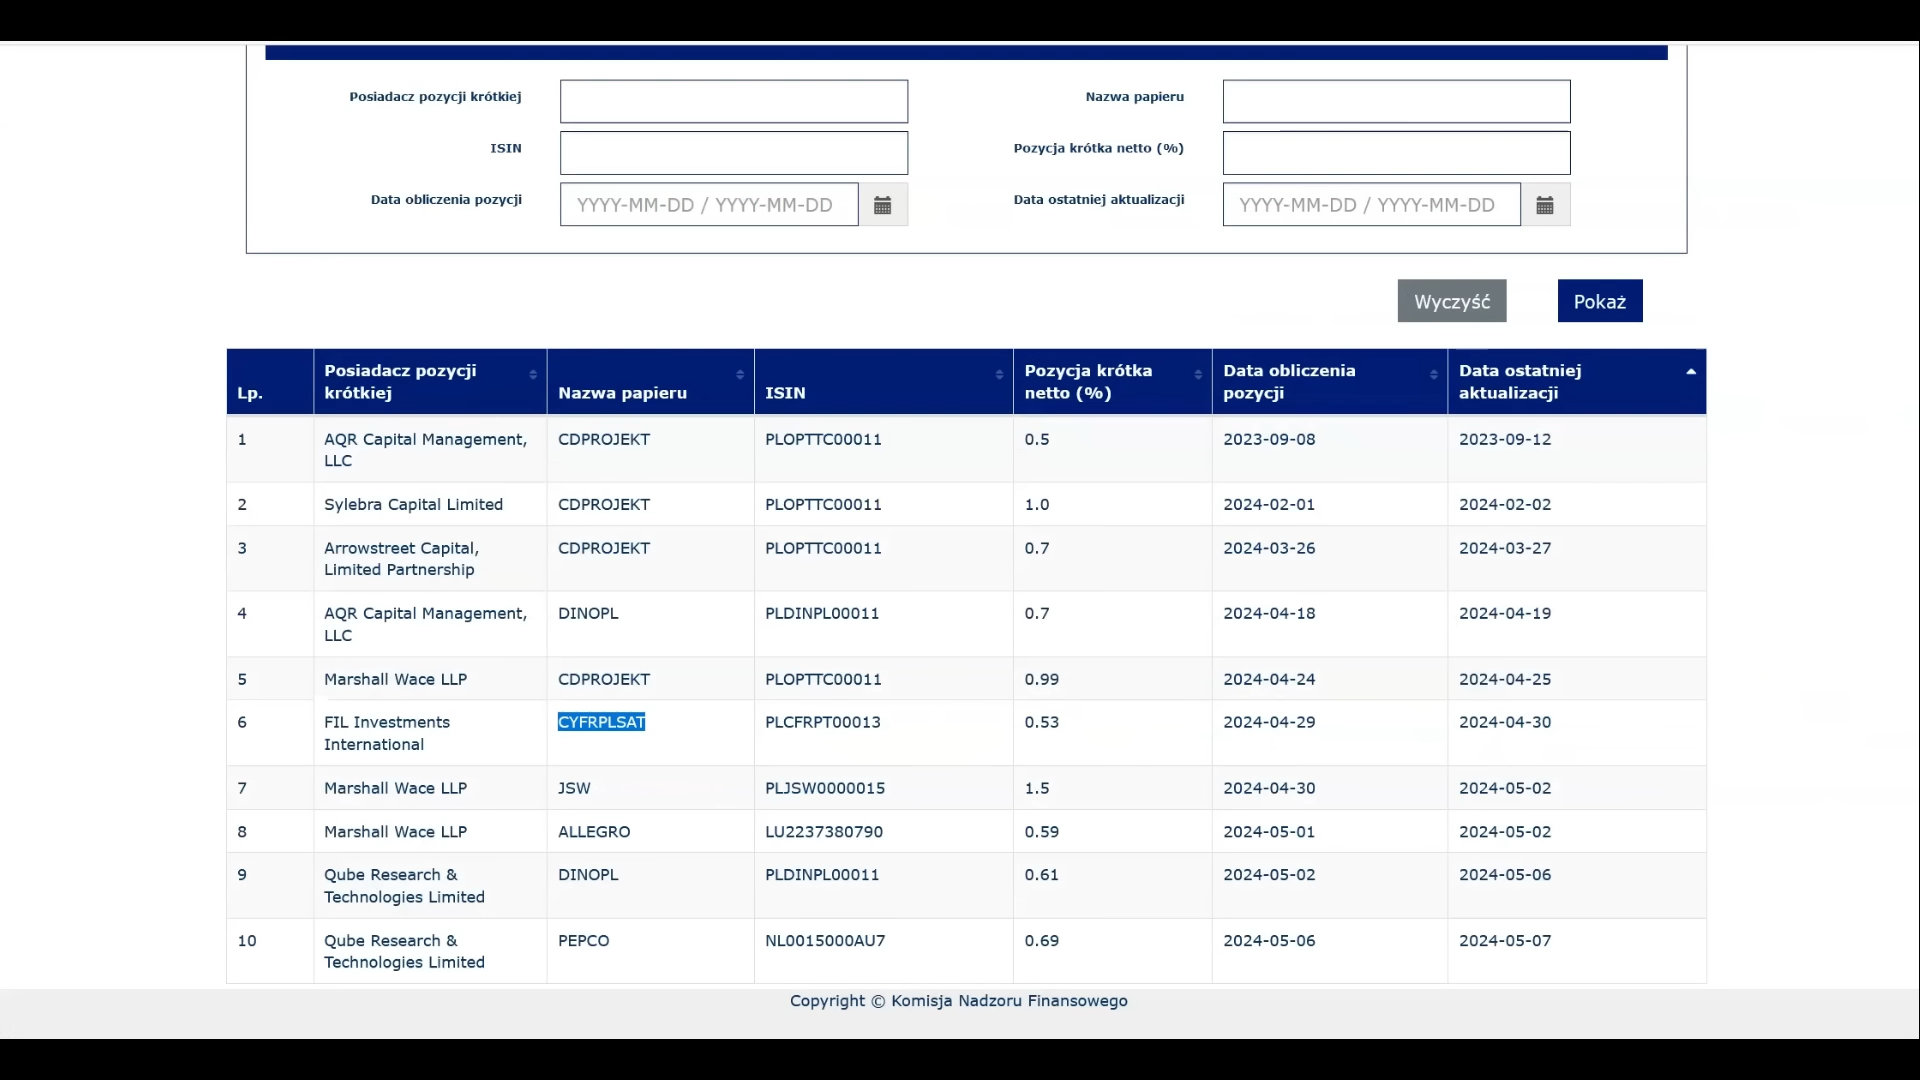 Posiadacz pozycji krótkiej
Nazwa papieru
ISIN
Pozycja krótka netto (%)
Data obliczenia pozycji
YYYY-MM-DD / YYYY-MM-DD
Data ostatniej aktualizacji
YYYY-MM-DD / YYYY-MM-DD
Wyczyść
Pokaż
Lp.
Posiadacz pozycji
krótkiej
Nazwa papieru
ISIN
Pozycja krótka
netto (%)
Data obliczenia
pozycji
Data ostatniej
aktualizacji
1
AQR Capital Management,
LLC
CDPROJEKT
PLOPTTC00011
0.5
2023-09-08
2023-09-12
2
Sylebra Capital Limited
CDPROJEKT
PLOPTTC00011
1.0
2024-02-01
2024-02-02
3
Arrowstreet Capital,
Limited Partnership
CDPROJEKT
PLOPTTC00011
0.7
2024-03-26
2024-03-27
4
AQR Capital Management,
LLC
DINOPL
PLDINPL00011
0.7
2024-04-18
2024-04-19
5
Marshall Wace LLP
CDPROJEKT
PLOPTTC00011
0.99
2024-04-24
2024-04-25
6
FIL Investments
International
CYFRPLSAT
PLCFRPT00013
0.53
2024-04-29
2024-04-30
7
Marshall Wace LLP
JSW
PLJSW0000015
1.5
2024-04-30
2024-05-02
8
Marshall Wace LLP
ALLEGRO
LU2237380790
0.59
2024-05-01
2024-05-02
9
Qube Research &
Technologies Limited
DINOPL
PLDINPL00011
0.61
2024-05-02
2024-05-06
10
Qube Research &
Technologies Limited
PEPCO
NL0015000AU7
0.69
2024-05-06
2024-05-07
Copyright © Komisja Nadzoru Finansowego